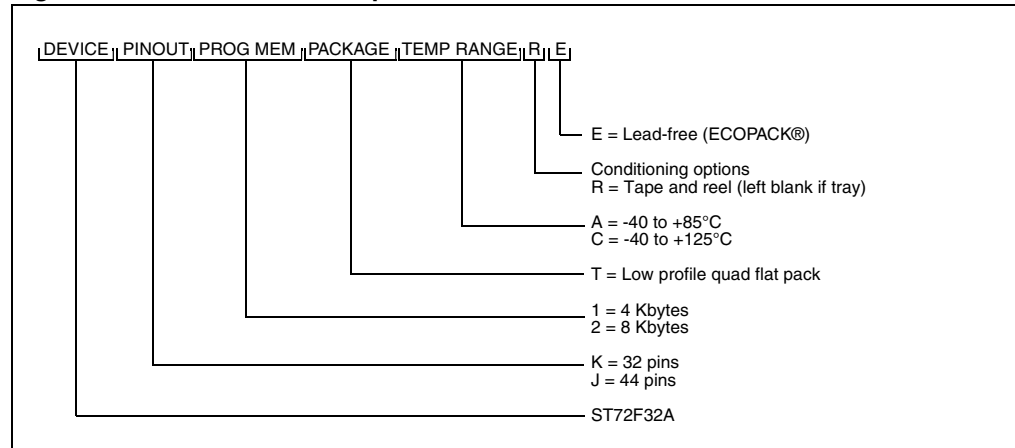 DEVICE PINOUT PROG MEM PACKAGE TEMP RANGE R E
E = Lead-free (ECOPACK®)
Conditioning options
R = Tape and reel (left blank if tray)
A = -40 to +85°C
C = -40 to +125°C
T = Low profile quad flat pack
1 = 4 Kbytes
2 = 8 Kbytes
K = 32 pins
J = 44 pins
ST72F32A